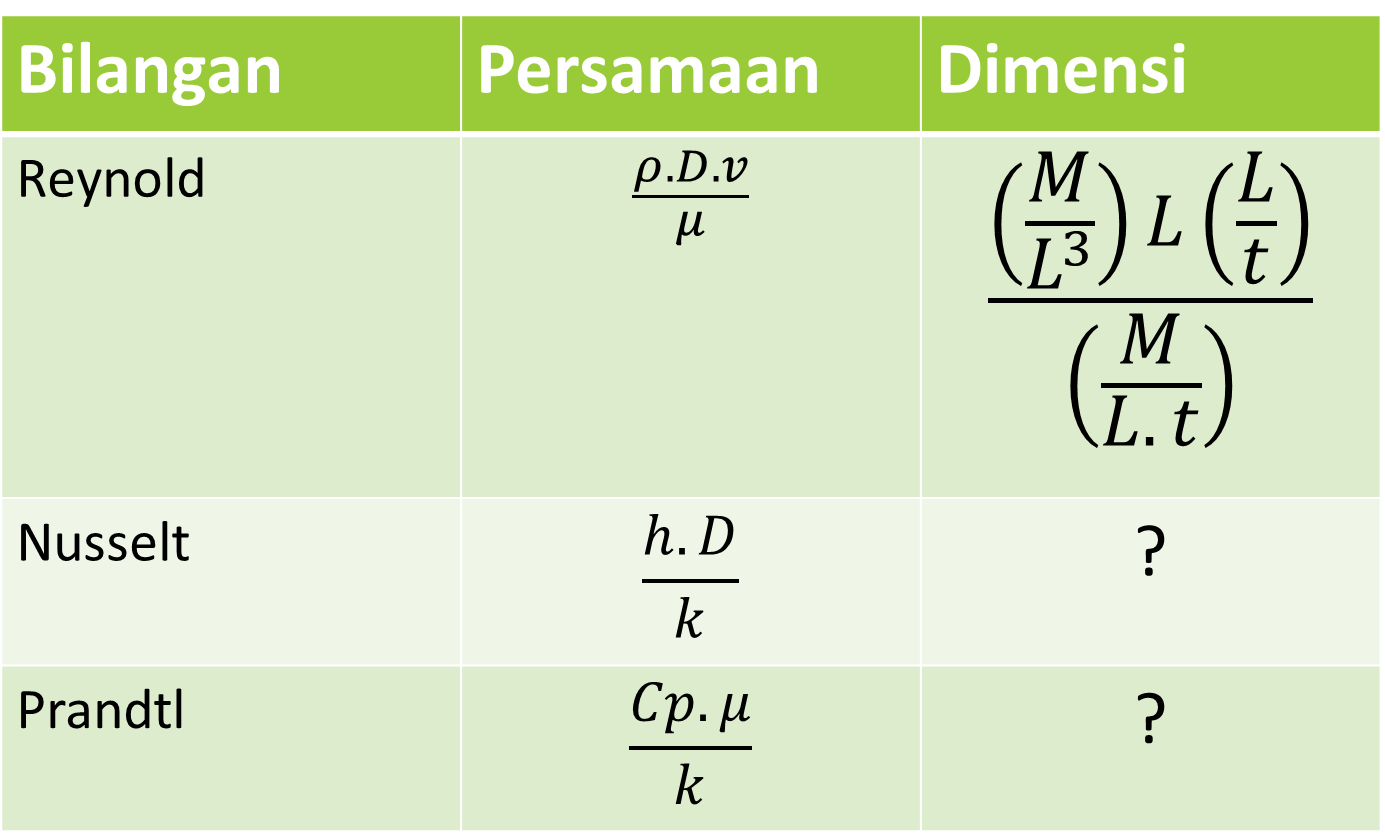 Bilangan Persamaan Dimensi
Reynold
ρ.D.v
μ
(M/L³) L (L/t)
(M/L.t)
Nusselt
h.D
k
?
Prandtl
Cp.μ
k
?